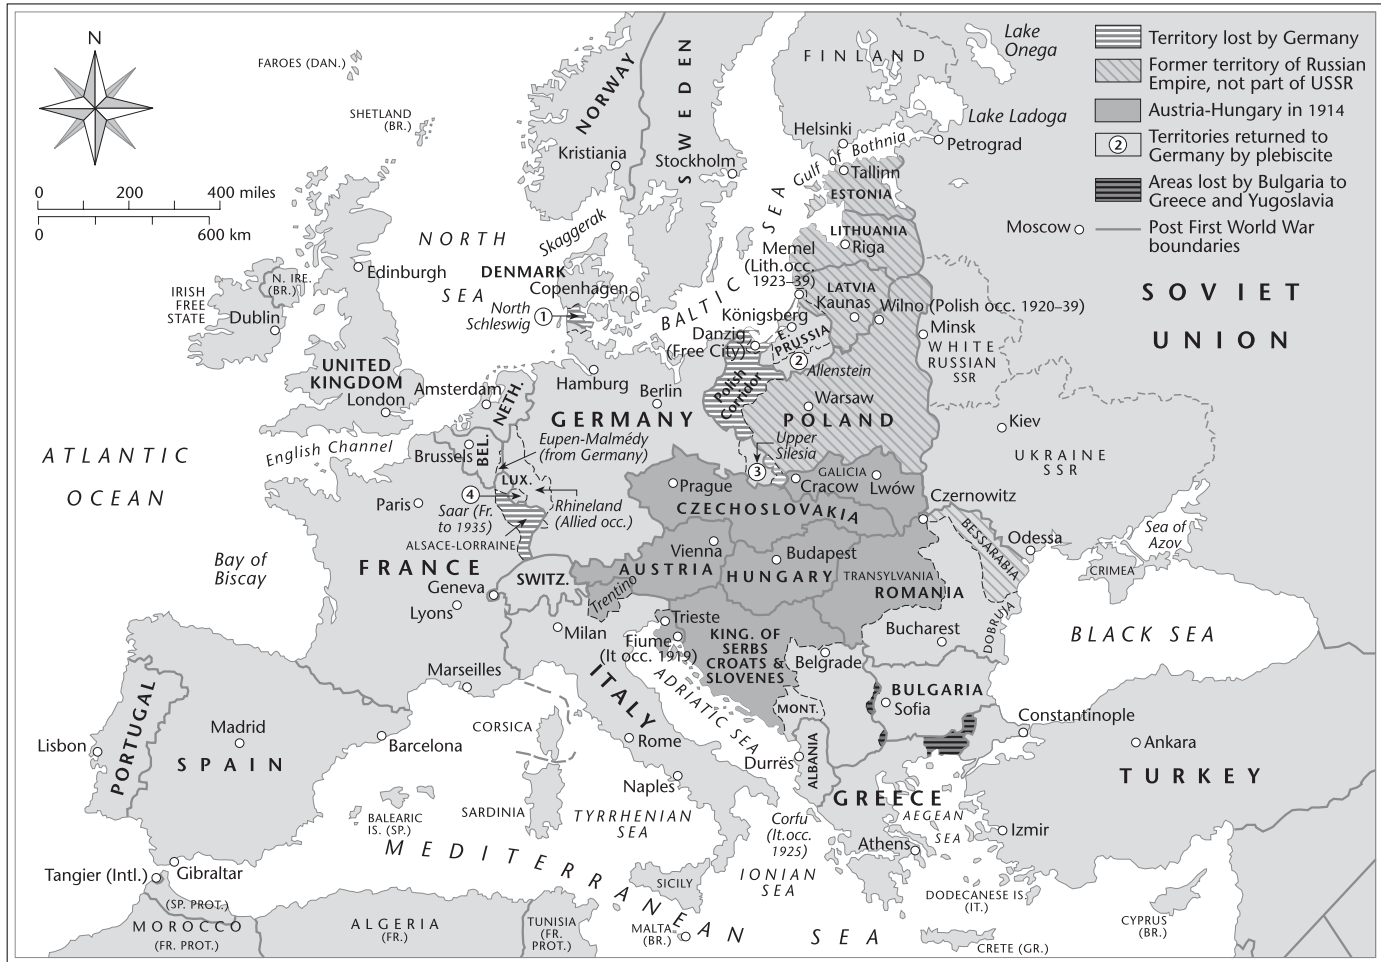 N
0 200 400 miles
0 600 km
Territory lost by Germany
Former territory of Russian
Empire, not part of USSR
Austria-Hungary in 1914
2
Territories returned to
Germany by plebiscite
Areas lost by Bulgaria to
Greece and Yugoslavia
Post First World War
boundaries
FAROES (DAN.)
SHETLAND
(BR.)
NORWAY
Kristiania
SWEDEN
Stockholm
FINLAND
Helsinki
Lake
Onega
Lake Ladoga
Gulf of Bothnia
Petrograd
Tallinn
ESTONIA
LITHUANIA
Riga
Moscow
NORTH
SEA
Skaggerak
BALTIC SEA
DENMARK
Copenhagen
North
Schleswig
1
Memel
(Lith.occ.
1923–39)
LATVIA
Kaunas
Wilno (Polish occ. 1920–39)
Königsberg
Danzig
(Free City)
E.
PRUSSIA
2
Allenstein
Minsk
WHITE
RUSSIAN
SSR
SOVIET
UNION
Edinburgh
N. IRE.
(BR.)
IRISH
FREE
STATE
Dublin
UNITED
KINGDOM
London
English Channel
Amsterdam
NETH.
Hamburg
Berlin
GERMANY
Polish
Corridor
Warsaw
POLAND
Kiev
UKRAINE
SSR
ATLANTIC
OCEAN
Brussels
BEL.
Eupen-Malmédy
(from Germany)
LUX.
4
Saar (Fr.
to 1935)
Rhineland
(Allied occ.)
ALSACE-LORRAINE
Paris
FRANCE
Upper
Silesia
3
GALICIA
Cracow
Lwów
Prague
CZECHOSLOVAKIA
Czernowitz
BESSARABIA
Odessa
Sea of
Azov
CRIMEA
Bay of
Biscay
Geneva
Lyons
SWITZ.
Vienna
AUSTRIA
Budapest
HUNGARY
TRANSYLVANIA
ROMANIA
Trentino
Milan
Trieste
Fiume
(It occ. 1919)
KING. OF
SERBS
CROATS &
SLOVENES
Belgrade
Bucharest
DOBRUJA
BLACK SEA
Marseilles
ITALY
ADRIATIC SEA
MONT.
BULGARIA
Sofia
Constantinople
Ankara
TURKEY
PORTUGAL
Lisbon
Madrid
SPAIN
Barcelona
CORSICA
Rome
Naples
Durrës
ALBANIA
GREECE
AEGEAN
SEA
Izmir
BALEARIC
IS. (SP.)
SARDINIA
TYRRHENIAN
SEA
Corfu
(It.occ.
1925)
Athens
IONIAN
SEA
MEDITERRANEAN SEA
SICILY
MALTA
(BR.)
DODECANESE IS.
(IT.)
CRETE (GR.)
CYPRUS
(BR.)
Tangier (Intl.)
Gibraltar
(SP. PROT.)
MOROCCO
(FR. PROT.)
ALGERIA
(FR.)
TUNISIA
(FR.
PROT.)